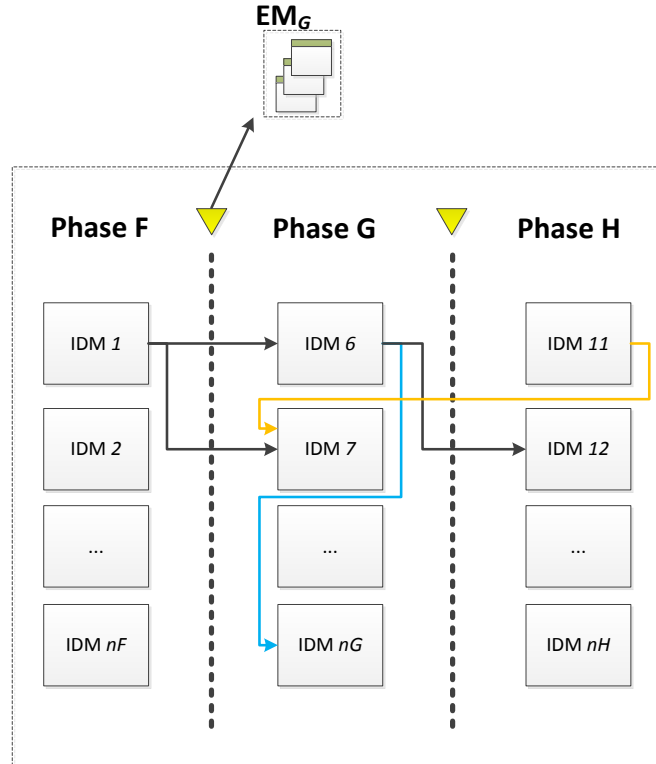 EM_G
Phase F
Phase G
Phase H
IDM 1
IDM 6
IDM 11
IDM 2
IDM 7
IDM 12
...
...
...
IDM nF
IDM nG
IDM nH